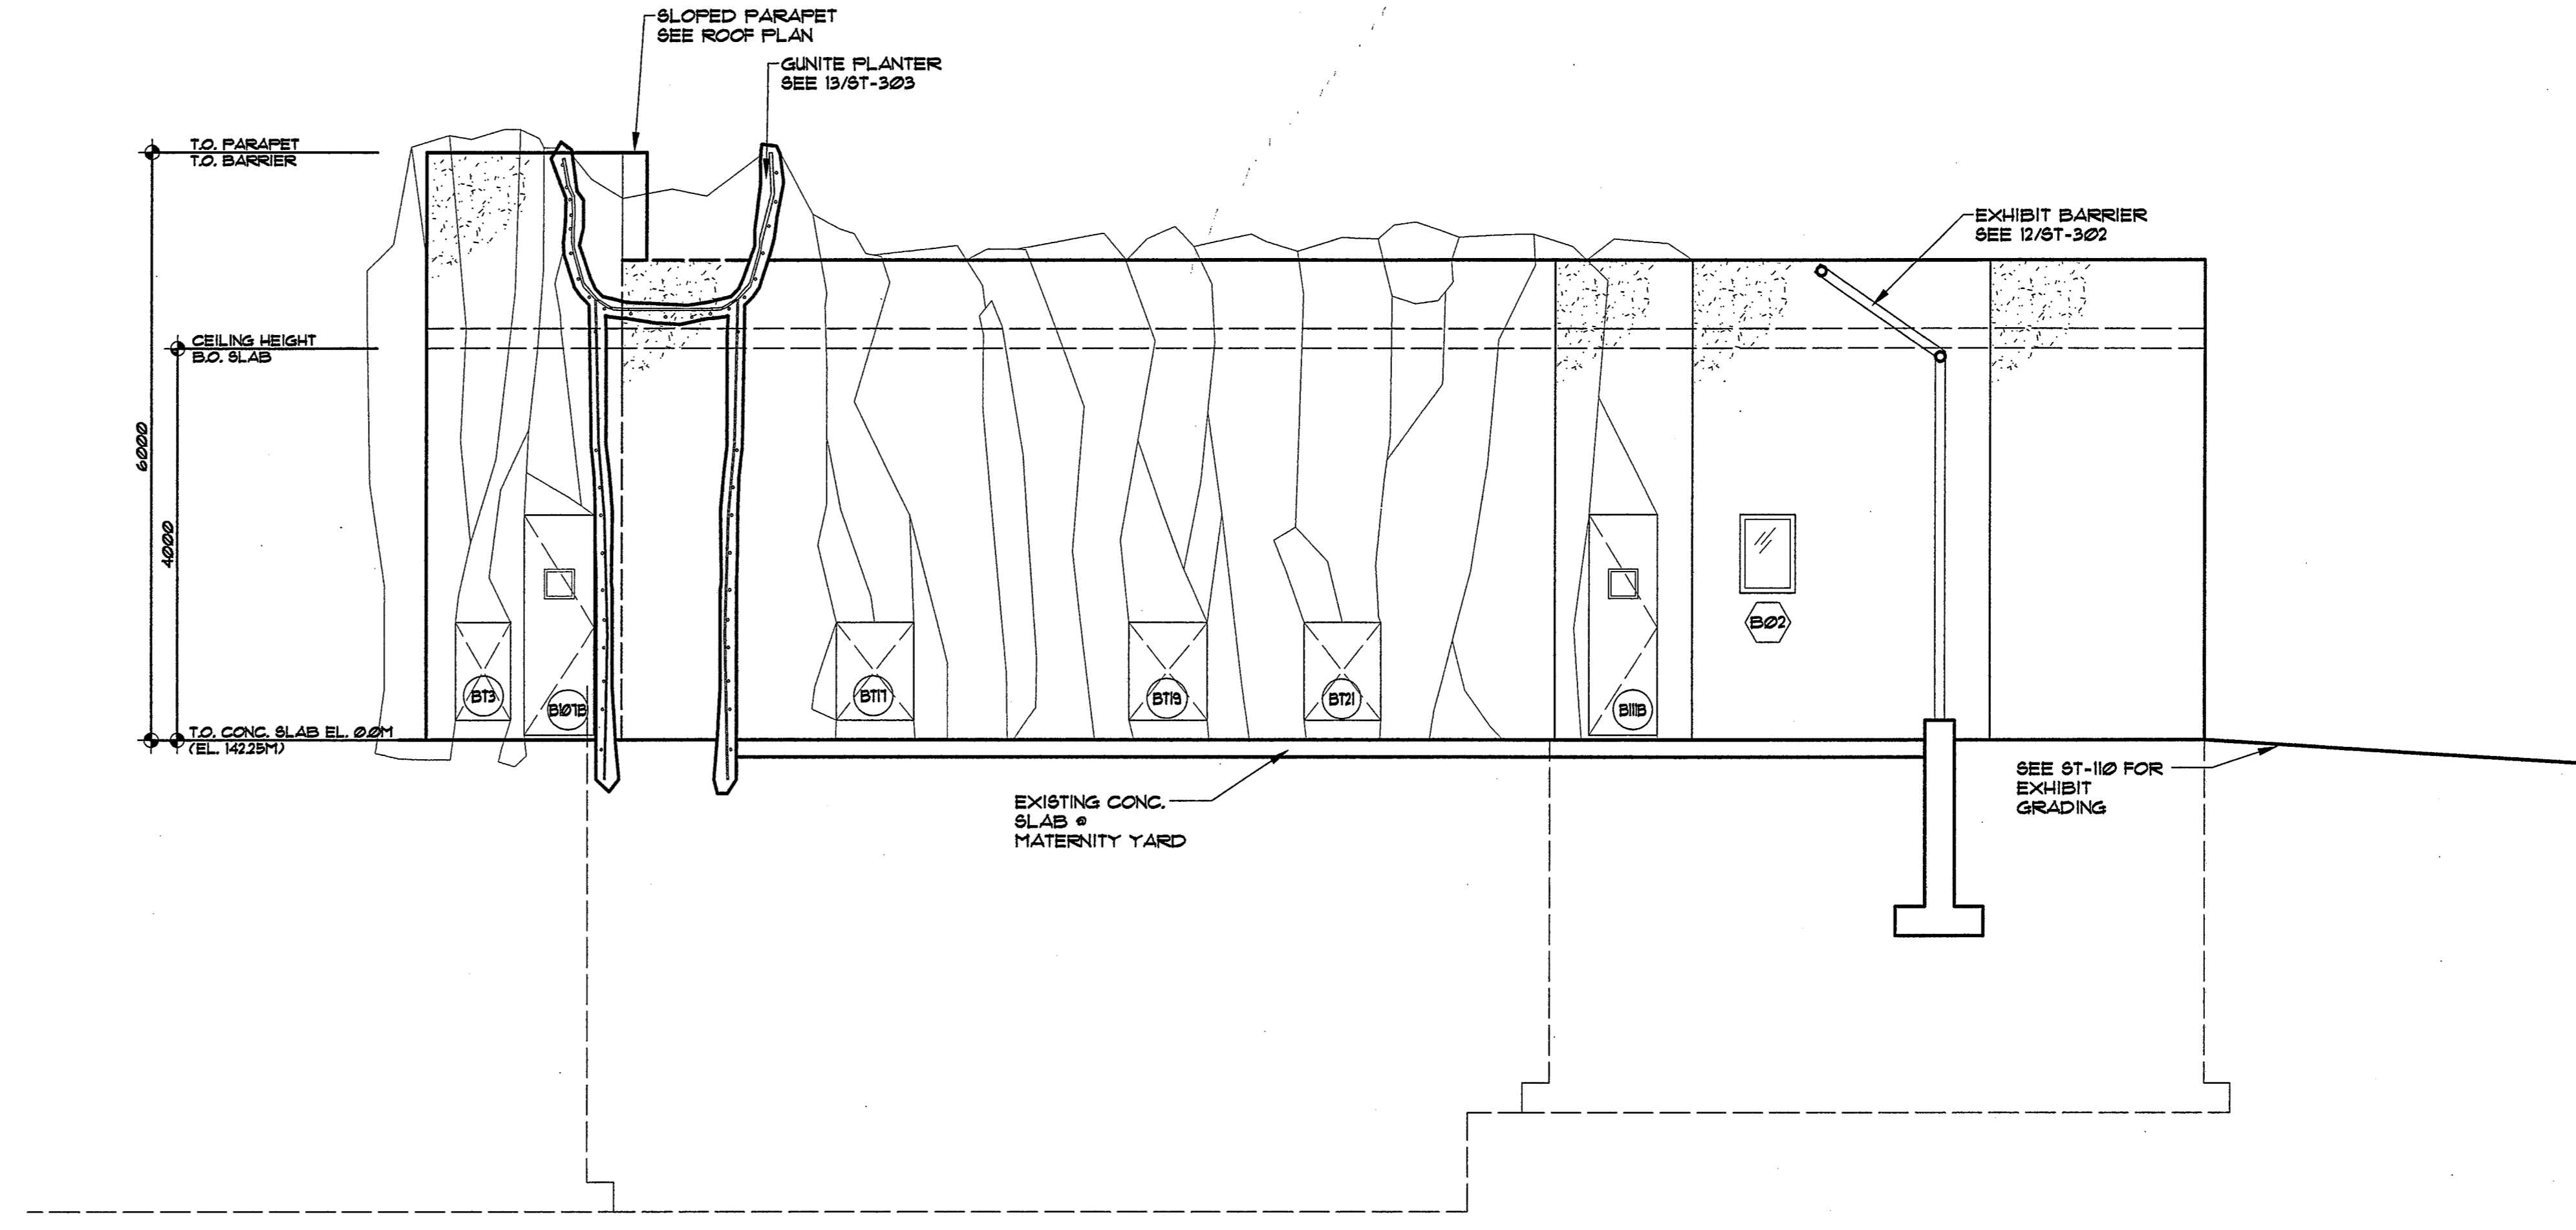 SLOPED PARAPET
SEE ROOF PLAN
GUNITE PLANTER
SEE 13/ST-303
T.O. PARAPET
T.O. BARRIER
EXHIBIT BARRIER
SEE 12/ST-302
CEILING HEIGHT
B.O. SLAB
6000
4000
B02
BT3
B107B
BT17
BT19
BT21
B111B
T.O. CONC. SLAB EL. 0.0M
(EL. 142.25M)
SEE ST-110 FOR
EXHIBIT
GRADING
EXISTING CONC.
SLAB @
MATERNITY YARD